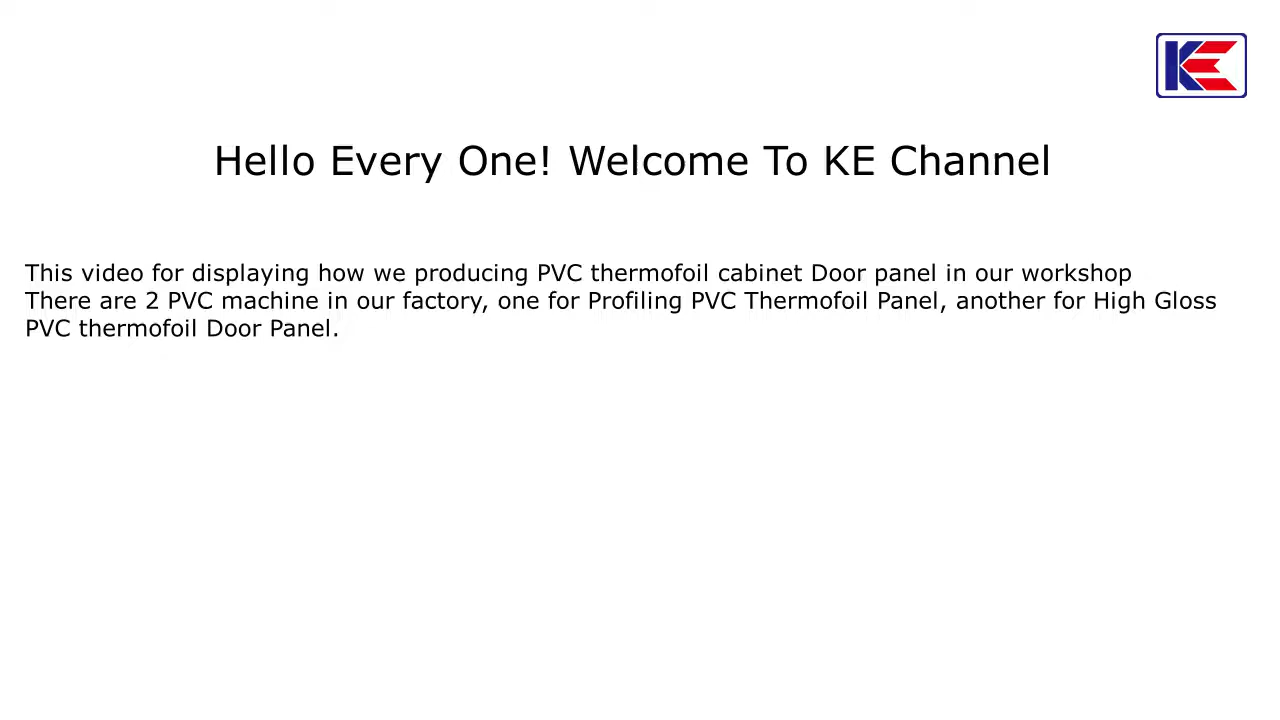 KE
Hello Every One! Welcome To KE Channel
This video for displaying how we producing PVC thermofoil cabinet Door panel in our workshop
There are 2 PVC machine in our factory, one for Profiling PVC Thermofoil Panel, another for High Gloss
PVC thermofoil Door Panel.